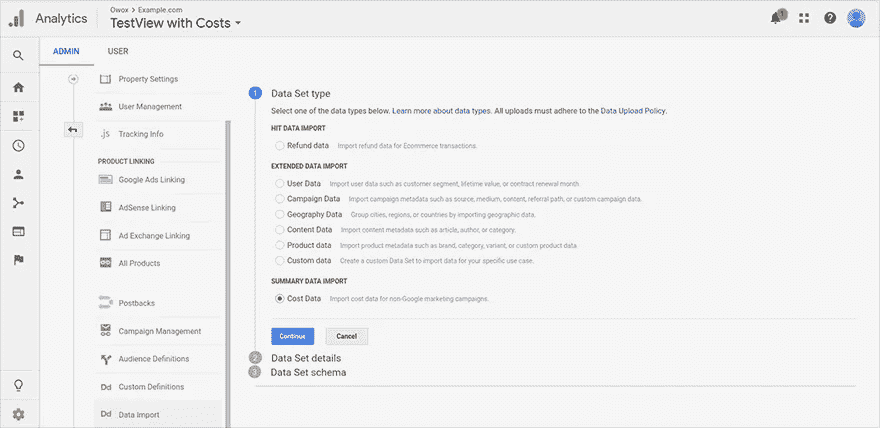 Owox > Example.com
Analytics
TestView with Costs
1
ADMIN
USER
Property Settings
User Management
.js Tracking Info
PRODUCT LINKING
Google Ads Linking
AdSense Linking
Ad Exchange Linking
All Products
Postbacks
Campaign Management
Audience Definitions
Dd Custom Definitions
Dd Data Import
1 Data Set type
Select one of the data types below. Learn more about data types. All uploads must adhere to the Data Upload Policy.
HIT DATA IMPORT
Refund data Import refund data for Ecommerce transactions.
EXTENDED DATA IMPORT
User Data Import user data such as customer segment, lifetime value, or contract renewal month
Campaign Data Import campaign metadata such as source, medium, content, referral path, or custom campaign data.
Geography Data Group cities, regions, or countries by importing geographic data.
Content Data Import content metadata such as article, author, or category.
Product data Import product metadata such as brand, category, variant, or custom product data
Custom data Create a custom Data Set to import data for your specific use case.
SUMMARY DATA IMPORT
Cost Data Import cost data for non-Google marketing campaigns.
Continue Cancel
2 Data Set details
3 Data Set schema